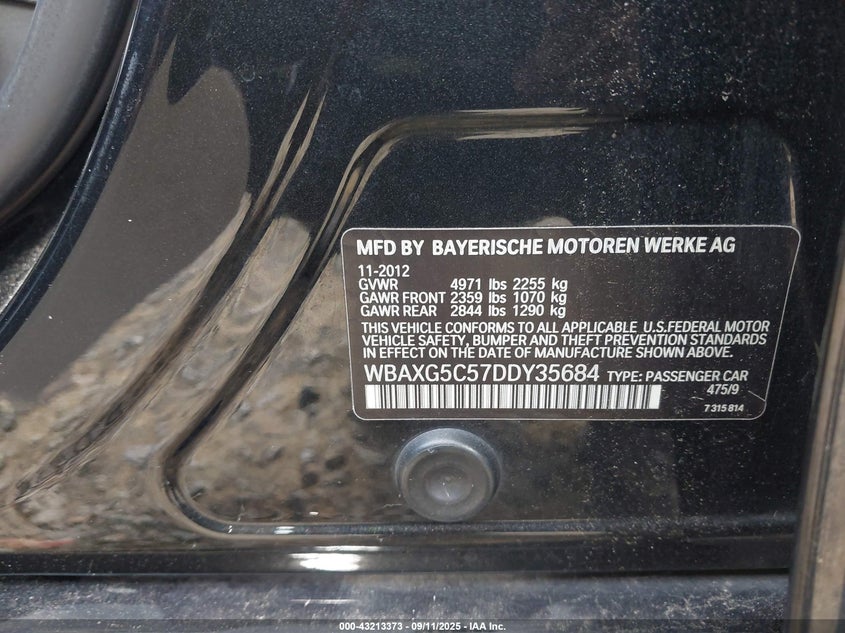 MFD BY BAYERISCHE MOTOREN WERKE AG
11-2012
GVWR 4971 lbs 2255 kg
GAWR FRONT 2359 lbs 1070 kg
GAWR REAR 2844 lbs 1290 kg
THIS VEHICLE CONFORMS TO ALL APPLICABLE U.S.FEDERAL MOTOR
VEHICLE SAFETY, BUMPER AND THEFT PREVENTION STANDARDS
IN EFFECT ON THE DATE OF MANUFACTURE SHOWN ABOVE.
WBAXG5C57DDY35684 TYPE: PASSENGER CAR
475/9
7 315 814
000-43213373 - 09/11/2025 - IAA Inc.